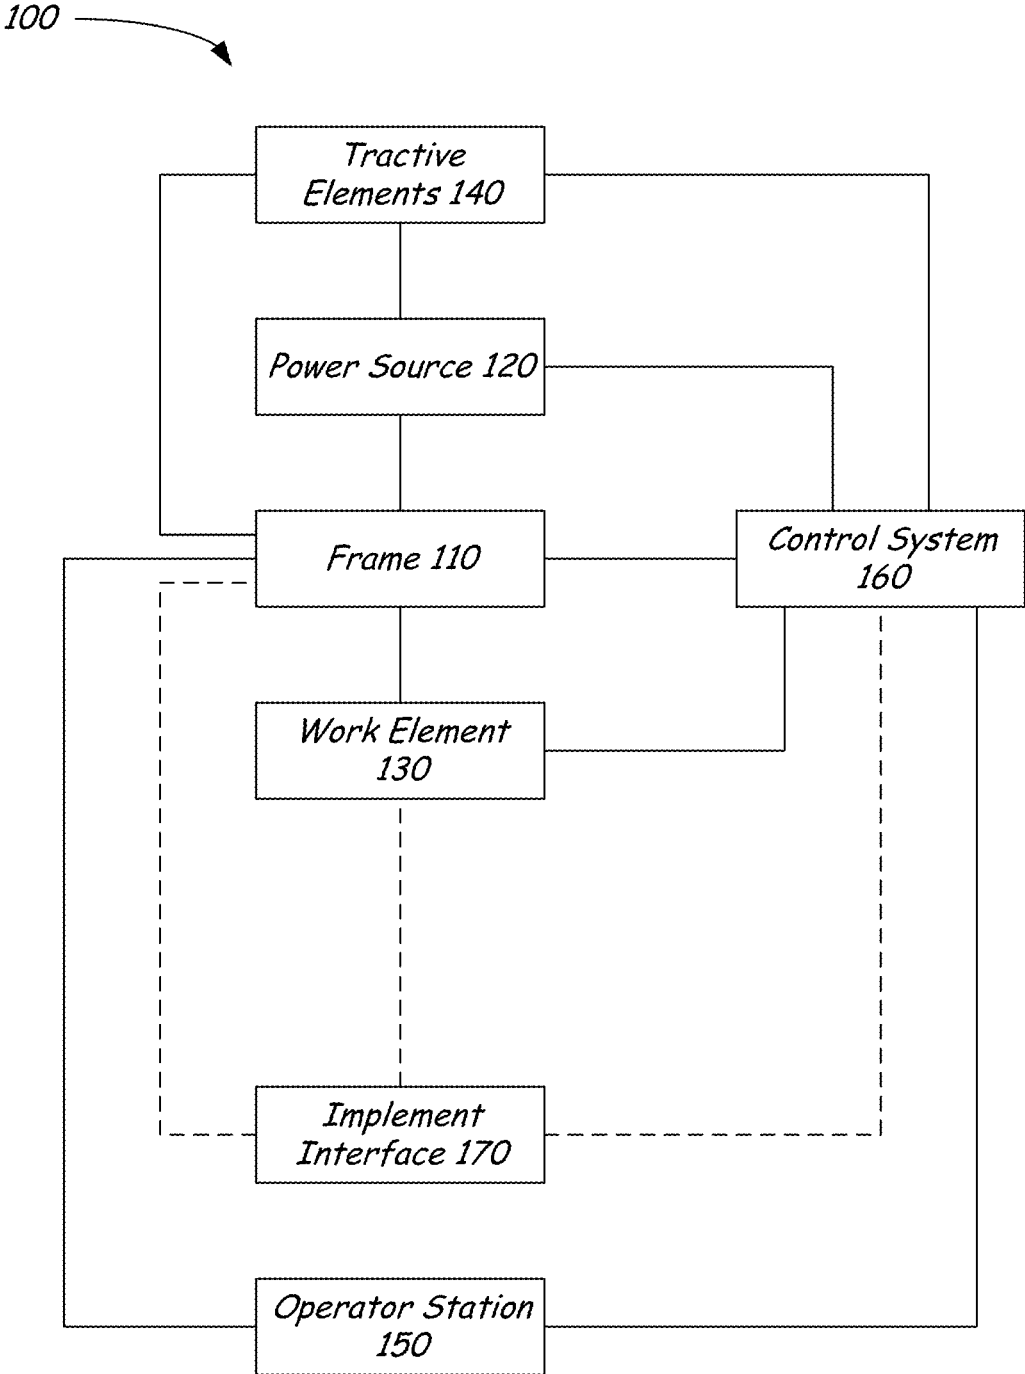 100
Tractive
Elements 140
Power Source 120
Frame 110
Control System
160
Work Element
130
Implement
Interface 170
Operator Station
150